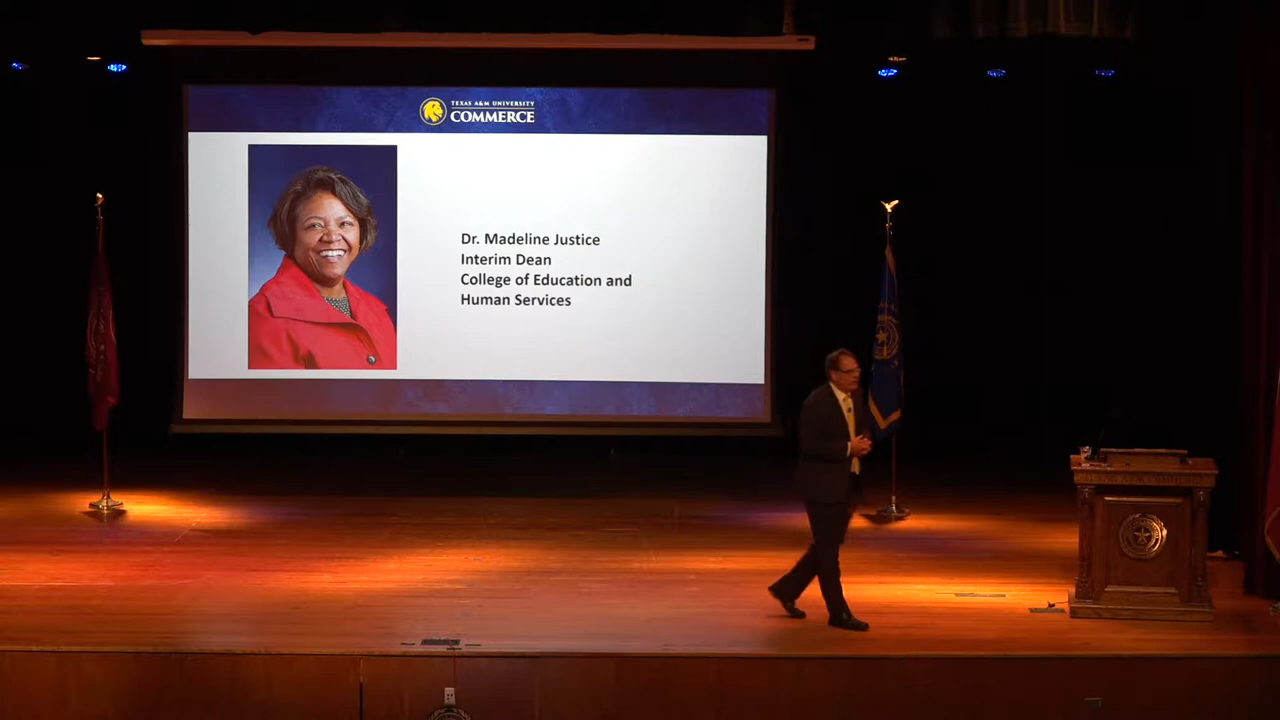 TEXAS A&M UNIVERSITY
COMMERCE
Dr. Madeline Justice
Interim Dean
College of Education and
Human Services